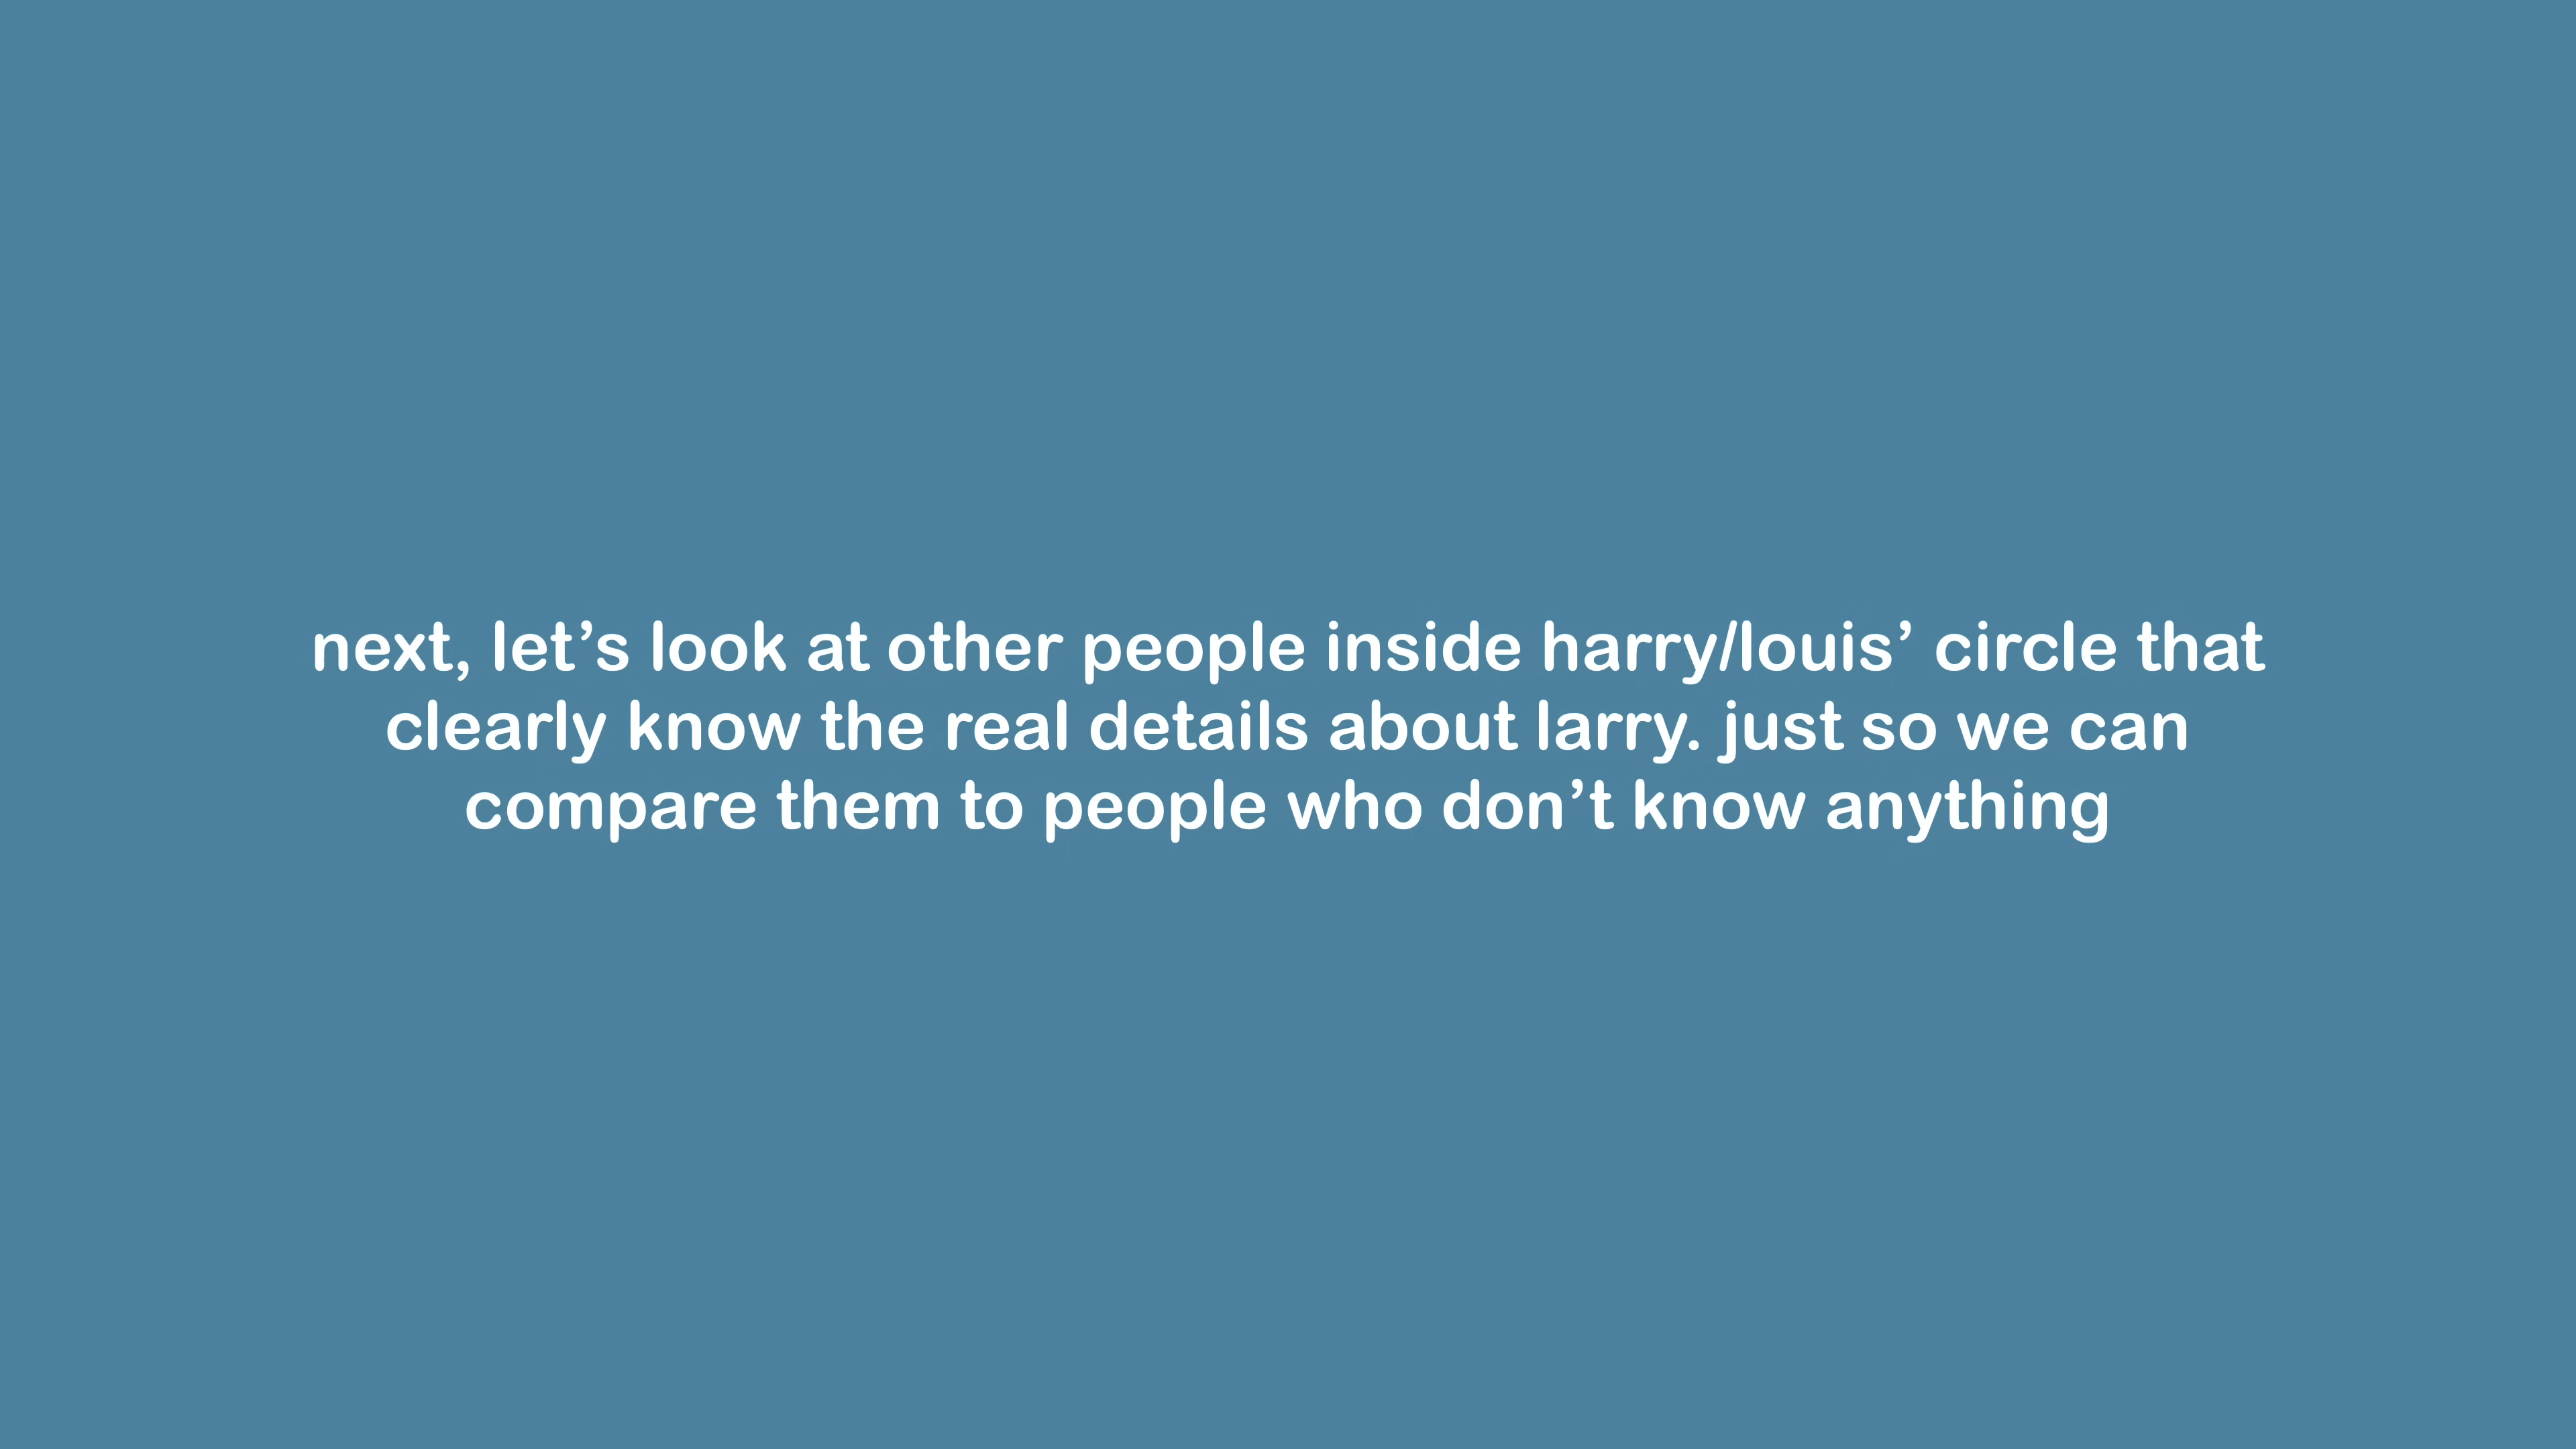 next, let’s look at other people inside harry/louis’ circle that
clearly know the real details about larry. just so we can
compare them to people who don’t know anything